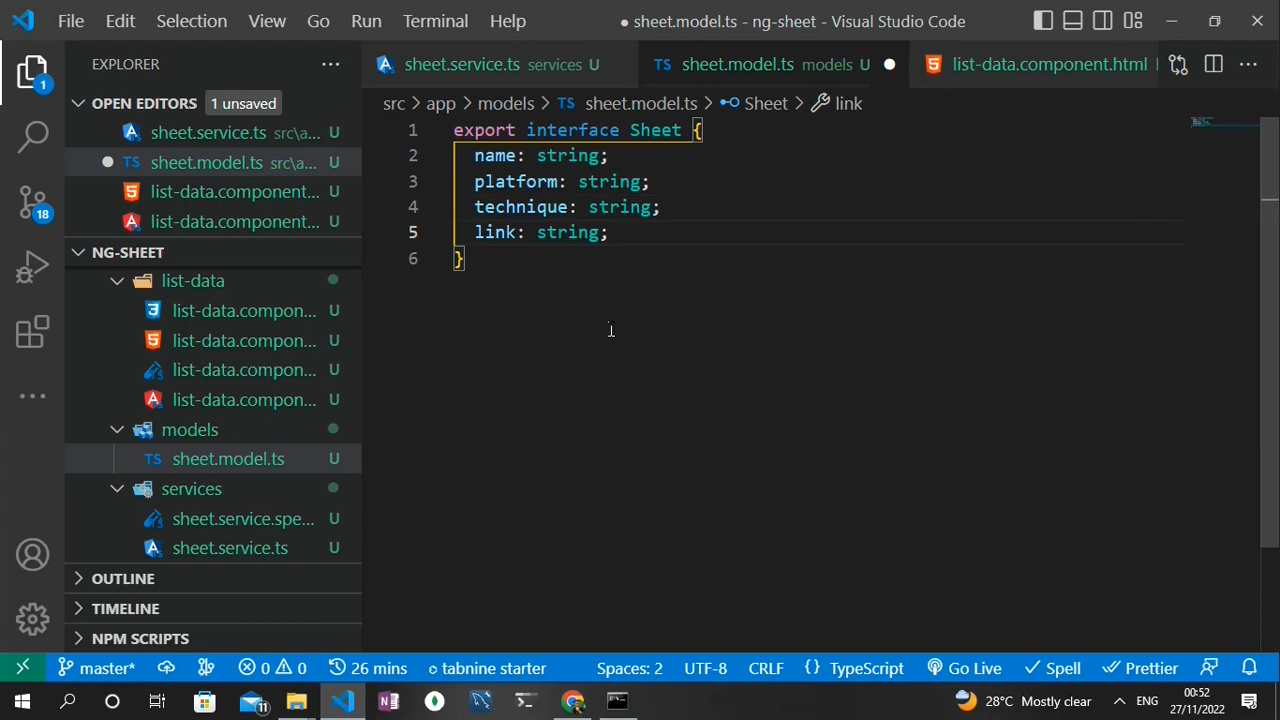 File Edit Selection View Go Run Terminal Help
● sheet.model.ts - ng-sheet - Visual Studio Code
EXPLORER
OPEN EDITORS 1 unsaved
sheet.service.ts src\a... U
sheet.model.ts src\a... U
list-data.component... U
list-data.component... U
NG-SHEET
list-data
list-data.compon... U
list-data.compon... U
list-data.compon... U
list-data.compon... U
models
TS sheet.model.ts U
services
sheet.service.spe... U
sheet.service.ts U
OUTLINE
TIMELINE
NPM SCRIPTS
1
18
sheet.service.ts services U
TS sheet.model.ts models U
list-data.component.html U
src > app > models > TS sheet.model.ts > Sheet > link
1 export interface Sheet {
2 name: string;
3 platform: string;
4 technique: string;
5 link: string;
6 }
master* 0 0 26 mins tabnine starter Spaces: 2 UTF-8 CRLF {} TypeScript Go Live Spell Prettier
11
28°C Mostly clear ENG
00:52
27/11/2022